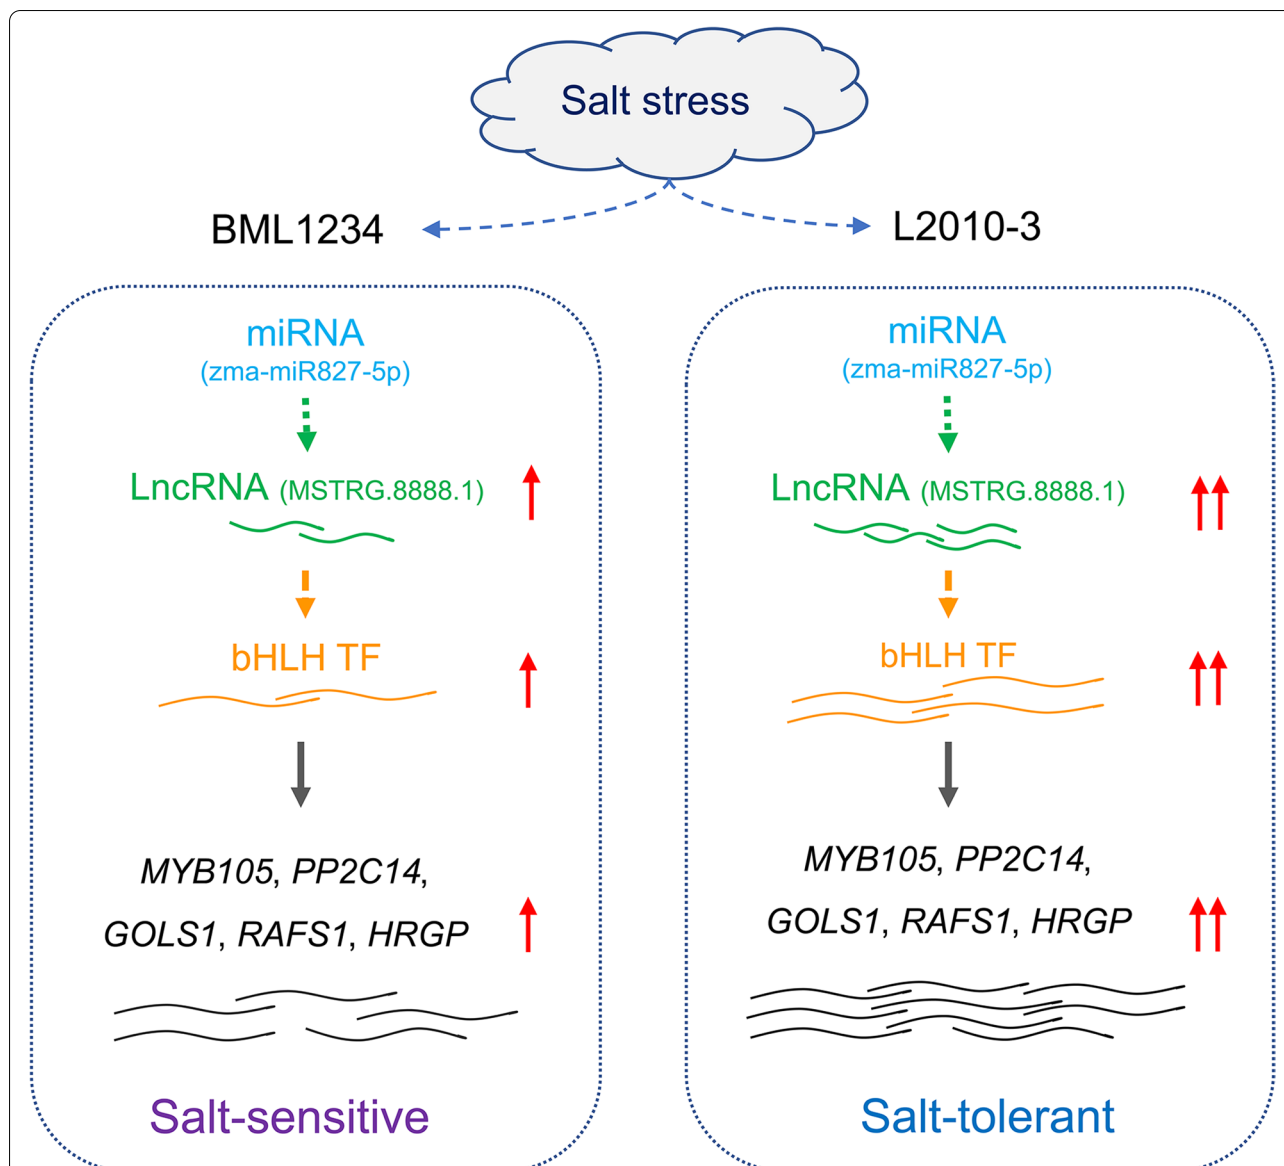 Salt stress
BML1234
L2010-3
miRNA
(zma-miR827-5p)
LncRNA (MSTRG.8888.1)
bHLH TF
MYB105, PP2C14,
GOLS1, RAFS1, HRGP
Salt-sensitive
miRNA
(zma-miR827-5p)
LncRNA (MSTRG.8888.1)
bHLH TF
MYB105, PP2C14,
GOLS1, RAFS1, HRGP
Salt-tolerant